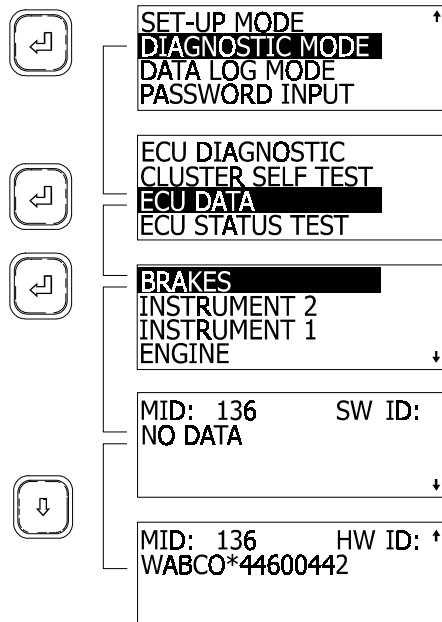 SET-UP MODE
DIAGNOSTIC MODE
DATA LOG MODE
PASSWORD INPUT
ECU DIAGNOSTIC
CLUSTER SELF TEST
ECU DATA
ECU STATUS TEST
BRAKES
INSTRUMENT 2
INSTRUMENT 1
ENGINE
MID: 136 SW ID:
NO DATA
MID: 136 HW ID:
WABCO*44600442